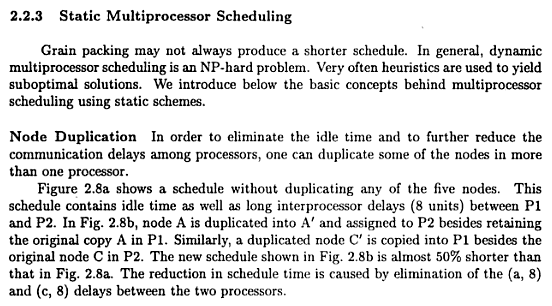 2.2.3 Static Multiprocessor Scheduling
Grain packing may not always produce a shorter schedule. In general, dynamic
multiprocessor scheduling is an NP-hard problem. Very often heuristics are used to yield
suboptimal solutions. We introduce below the basic concepts behind multiprocessor
scheduling using static schemes.
Node Duplication In order to eliminate the idle time and to further reduce the
communication delays among processors, one can duplicate some of the nodes in more
than one processor.
Figure 2.8a shows a schedule without duplicating any of the five nodes. This
schedule contains idle time as well as long interprocessor delays (8 units) between P1
and P2. In Fig. 2.8b, node A is duplicated into A′ and assigned to P2 besides retaining
the original copy A in P1. Similarly, a duplicated node C′ is copied into P1 besides the
original node C in P2. The new schedule shown in Fig. 2.8b is almost 50% shorter than
that in Fig. 2.8a. The reduction in schedule time is caused by elimination of the (a, 8)
and (c, 8) delays between the two processors.